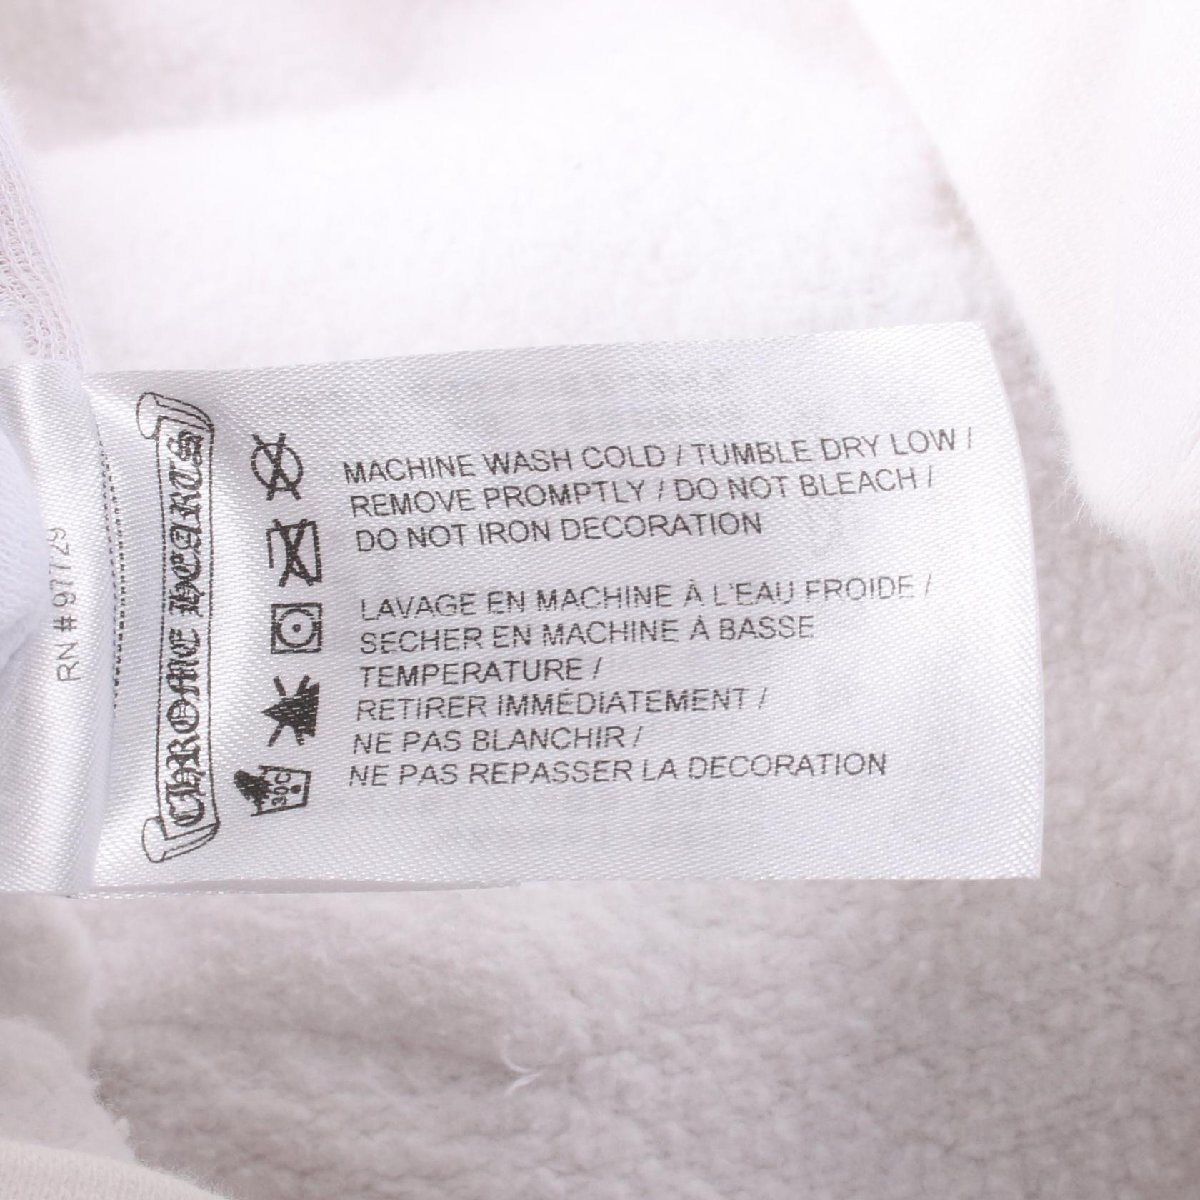 RN # 97729
CHROME HEARTS
MACHINE WASH COLD / TUMBLE DRY LOW /
REMOVE PROMPTLY / DO NOT BLEACH /
DO NOT IRON DECORATION
LAVAGE EN MACHINE À L'EAU FROIDE /
SECHER EN MACHINE À BASSE
TEMPERATURE /
RETIRER IMMÉDIATEMENT /
NE PAS BLANCHIR /
NE PAS REPASSER LA DECORATION
30C